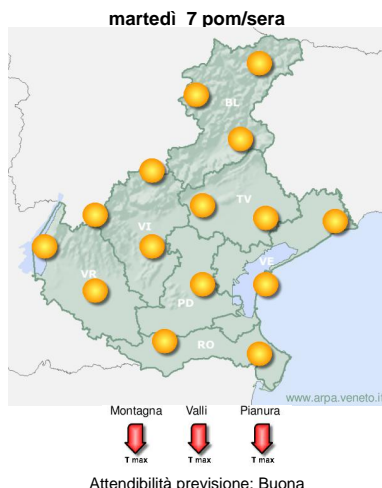 martedì 7 pom/sera
BL
TV
VI
VE
VR
PD
RO
www.arpa.veneto.it
Montagna Valli Pianura
T max T max T max
Attendibilità previsione: Buona